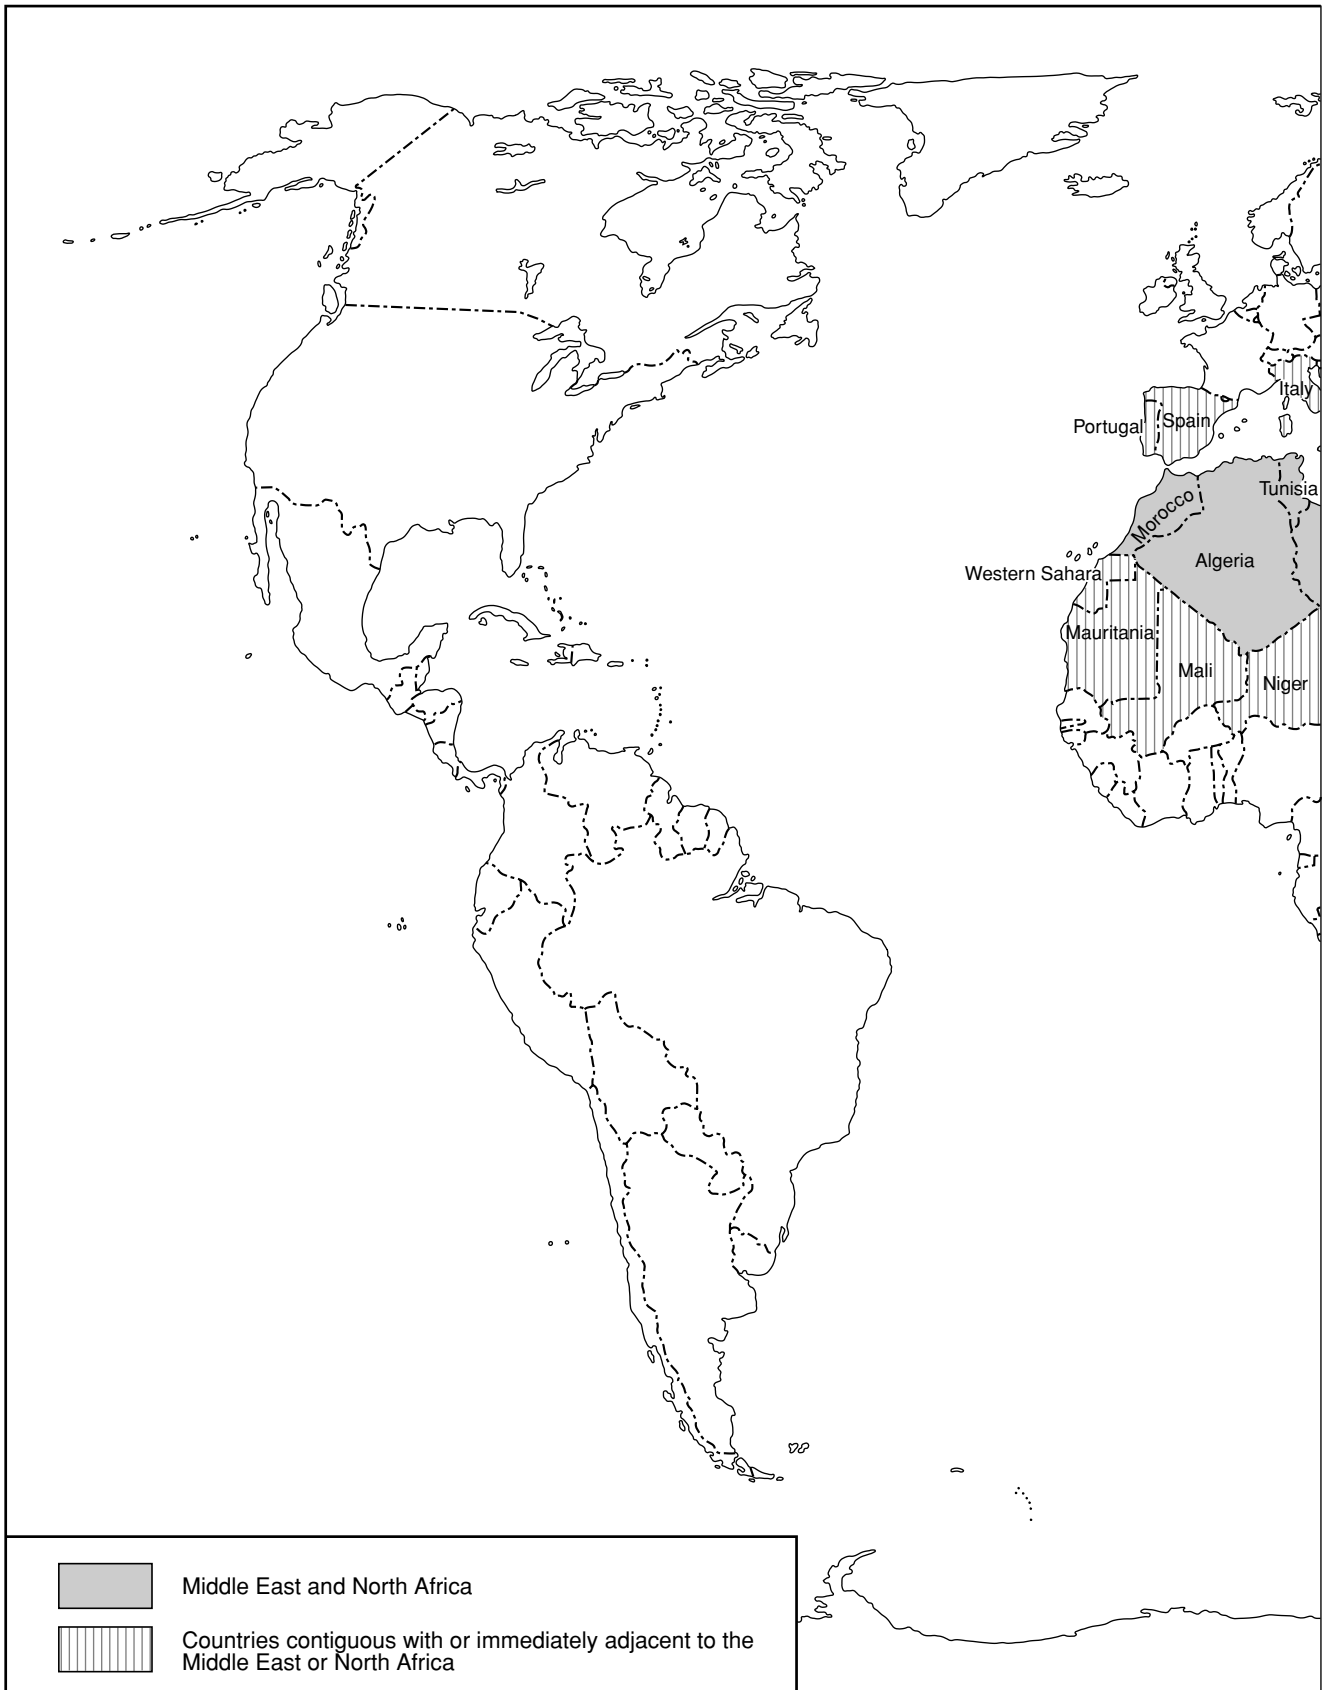 Italy
Portugal
Spain
Tunisia
Morocco
Algeria
Western Sahara
Mauritania
Mali
Niger
Middle East and North Africa
Countries contiguous with or immediately adjacent to the
Middle East or North Africa